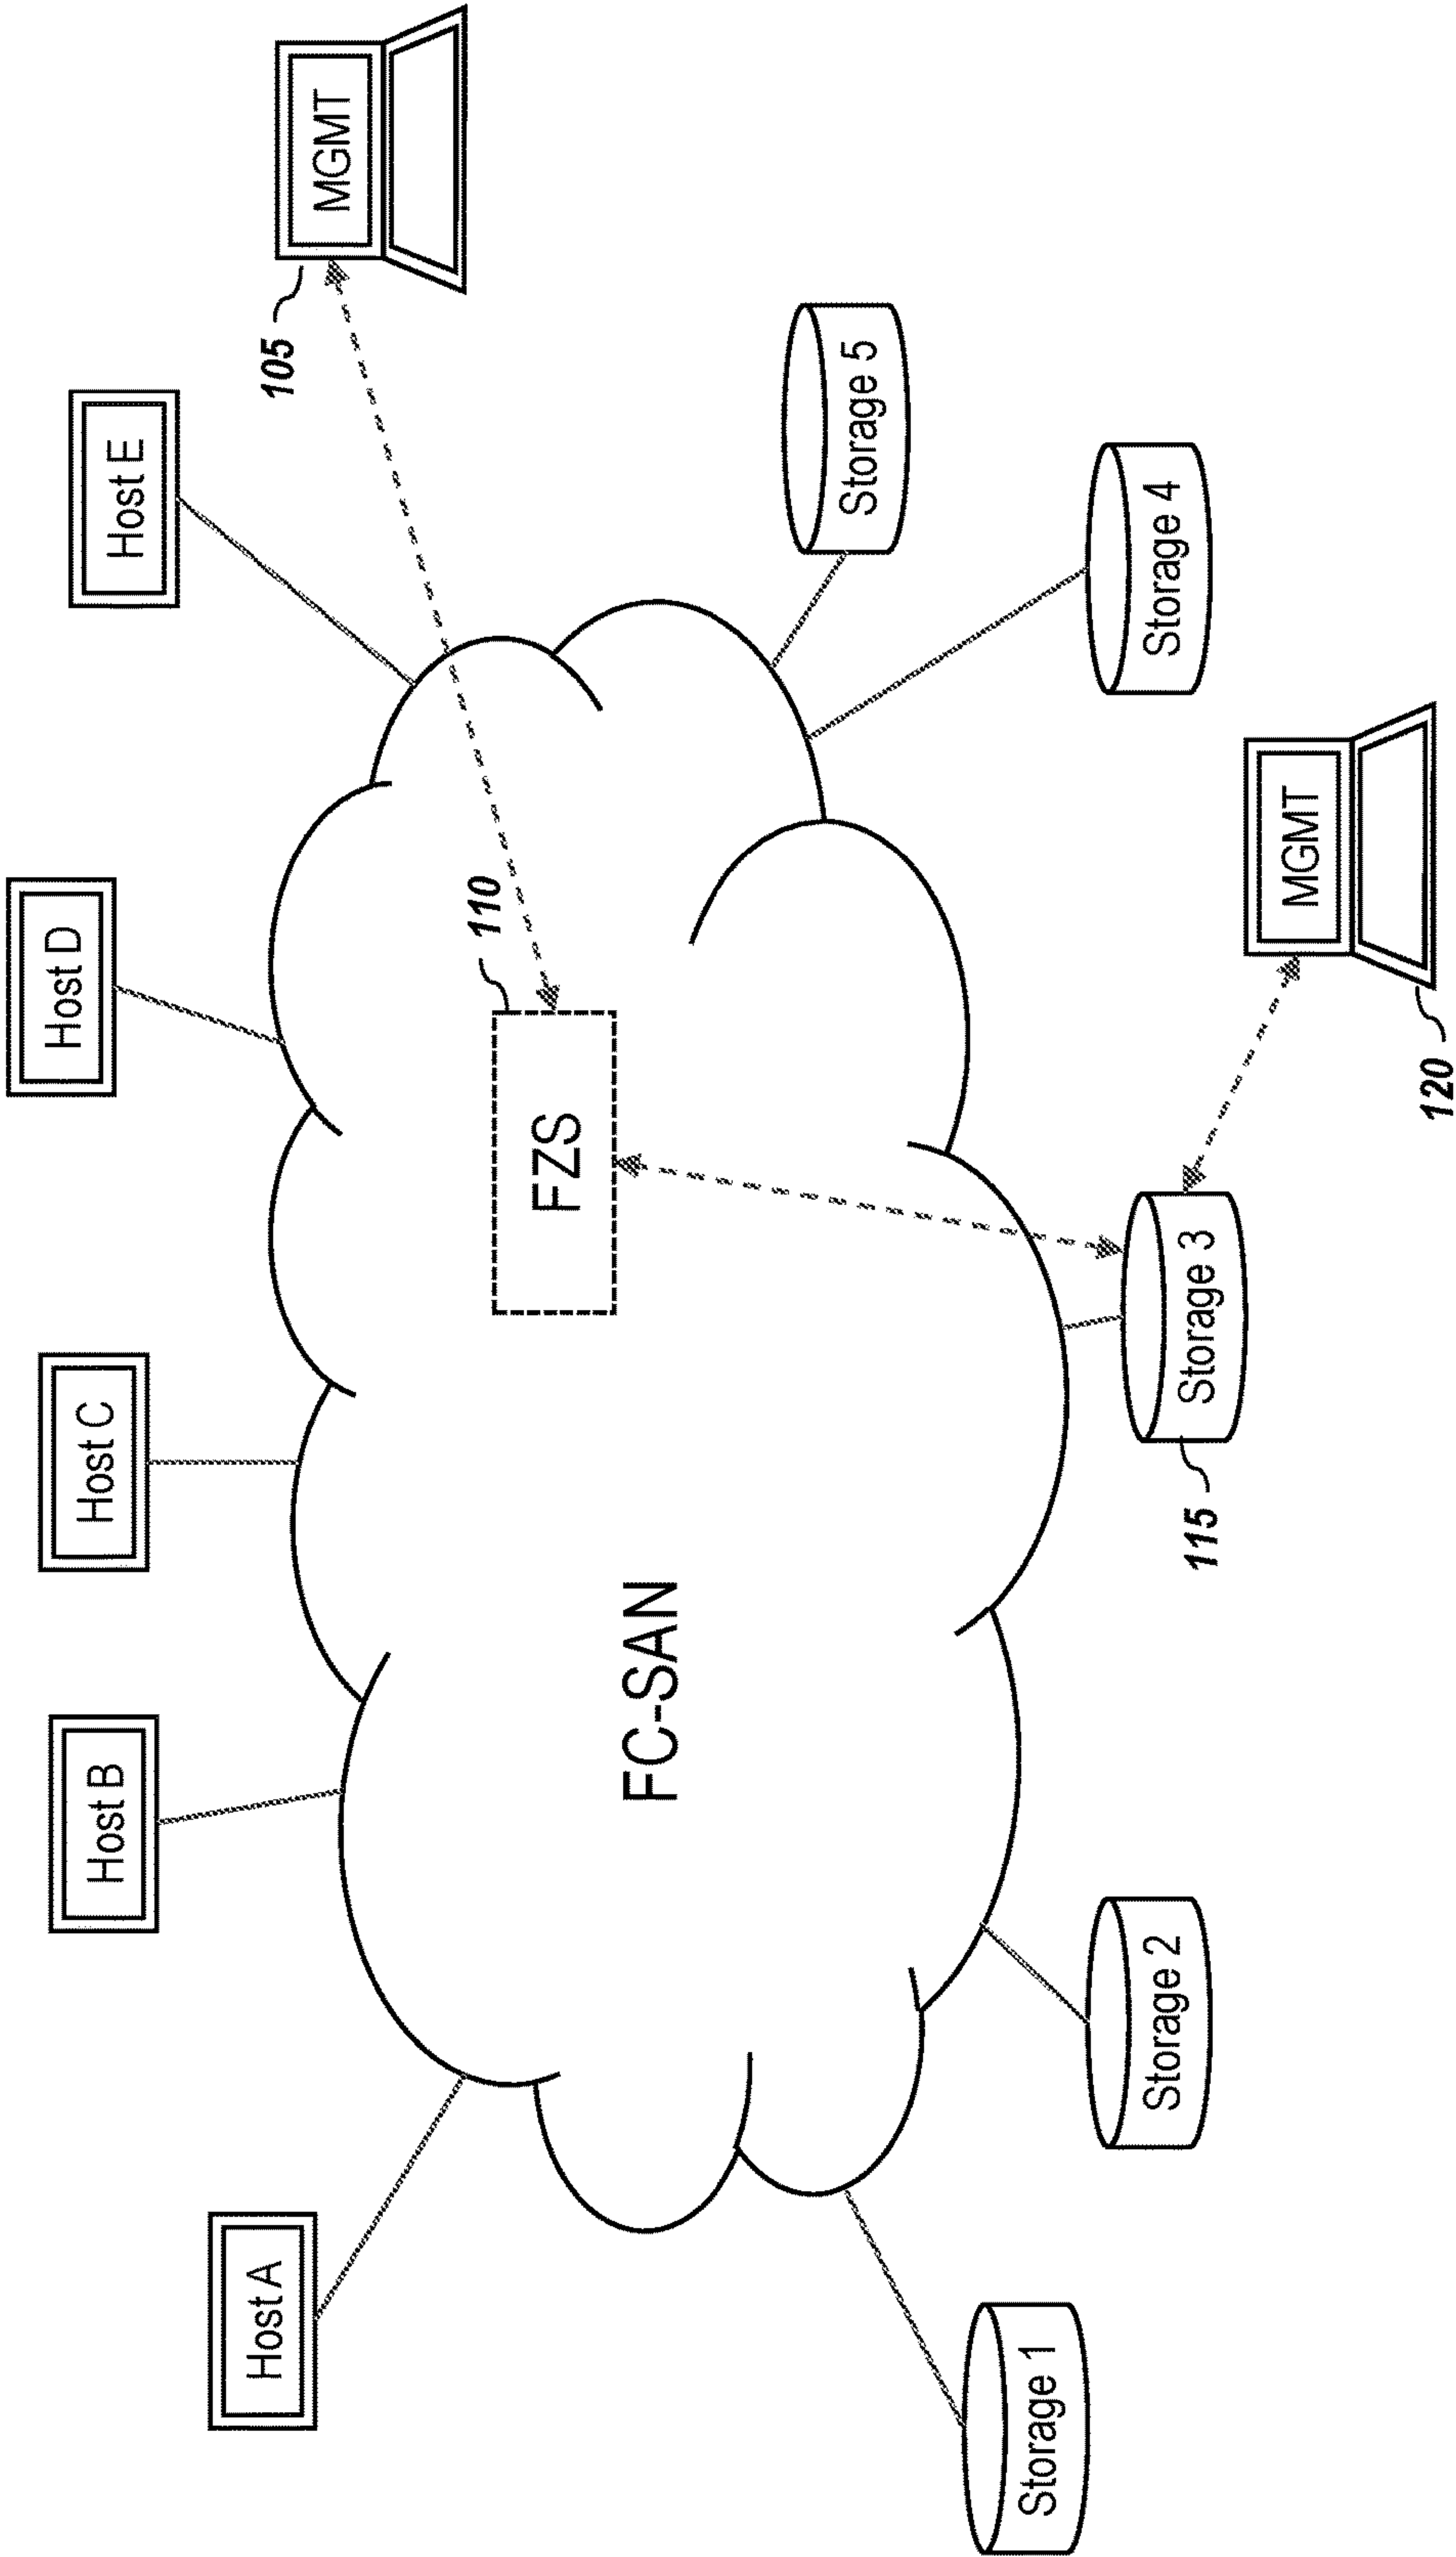 Host A
Host B
Host C
Host D
Host E
MGMT
105
110
FZS
FC-SAN
Storage 1
Storage 2
Storage 3
115
Storage 4
Storage 5
MGMT
120